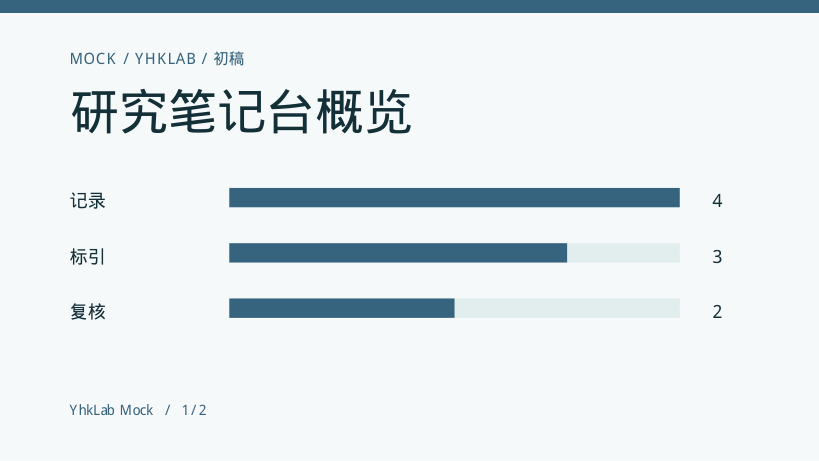 MOCK / YHKLAB / 初稿
研究笔记台概览
记录 4
标引 3
复核 2
YhkLab Mock / 1/2